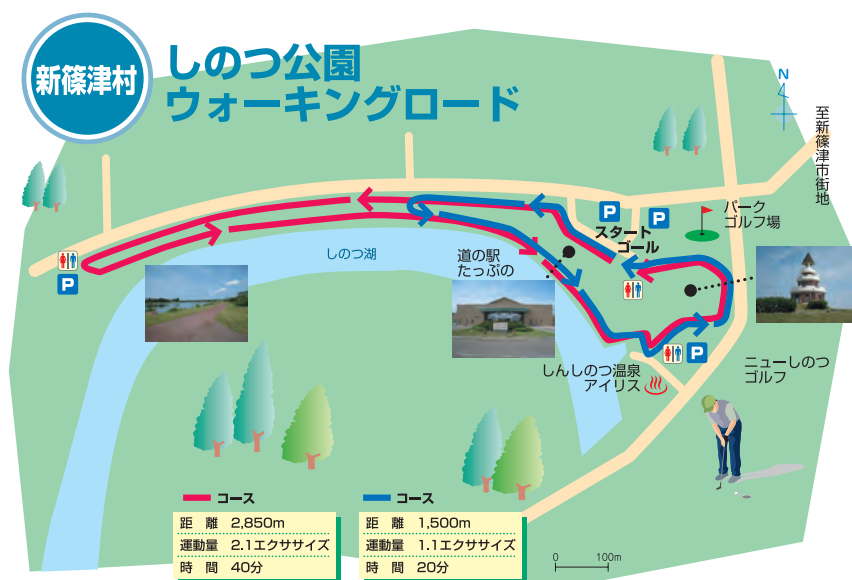 新篠津村
しのつ公園
ウォーキングロード
N
至新篠津市街地
パーク
ゴルフ場
P
P
スタート
ゴール
しのつ湖
道の駅
たっぷの
P
P
しんしのつ温泉
アイリス
ニューしのつ
ゴルフ
コース
距 離 2,850m
運動量 2.1エクササイズ
時 間 40分
コース
距 離 1,500m
運動量 1.1エクササイズ
時 間 20分
0 100m